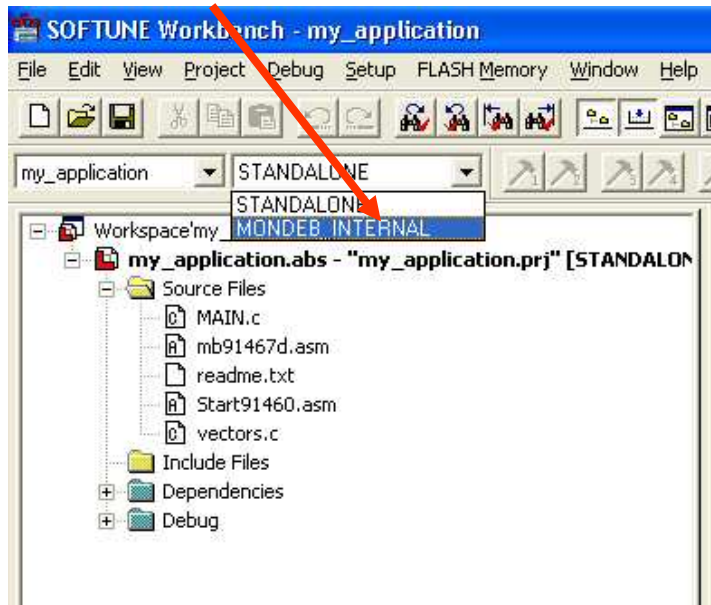 SOFTUNE Workbench - my_application
File Edit View Project Debug Setup FLASH Memory Window Help
my_application STANDALONE
STANDALONE
MONDEB_INTERNAL
Workspace'my_
my_application.abs - "my_application.prj" [STANDALON
Source Files
MAIN.c
mb91467d.asm
readme.txt
Start91460.asm
vectors.c
Include Files
Dependencies
Debug